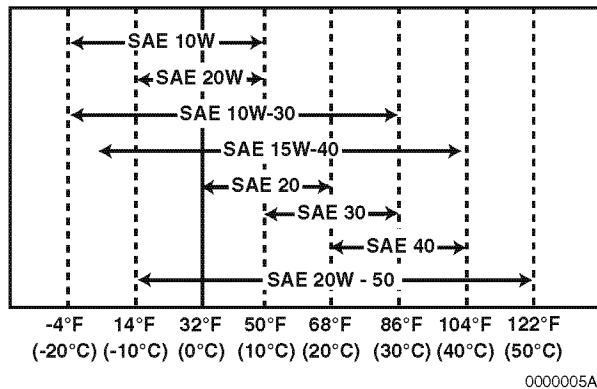 SAE 10W
SAE 20W
SAE 10W-30
SAE 15W-40
SAE 20
SAE 30
SAE 40
SAE 20W - 50
-4°F 14°F 32°F 50°F 68°F 86°F 104°F 122°F
(-20°C) (-10°C) (0°C) (10°C) (20°C) (30°C) (40°C) (50°C)
0000005A